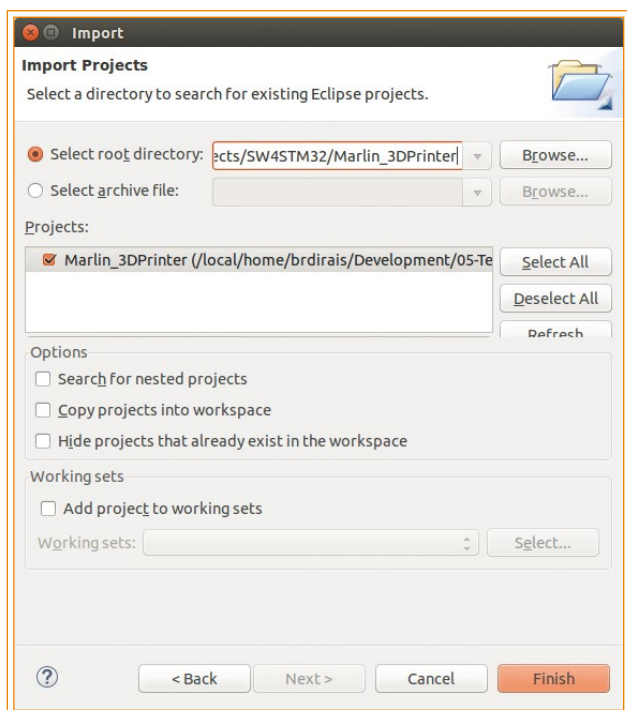 Import
Import Projects
Select a directory to search for existing Eclipse projects.
Select root directory: ects/SW4STM32/Marlin_3DPrinter Browse...
Select archive file: Browse...
Projects:
Marlin_3DPrinter (/local/home/brdirais/Development/05-Te Select All
Deselect All
Refresh
Options
Search for nested projects
Copy projects into workspace
Hide projects that already exist in the workspace
Working sets
Add project to working sets
Working sets: Select...
? < Back Next > Cancel Finish